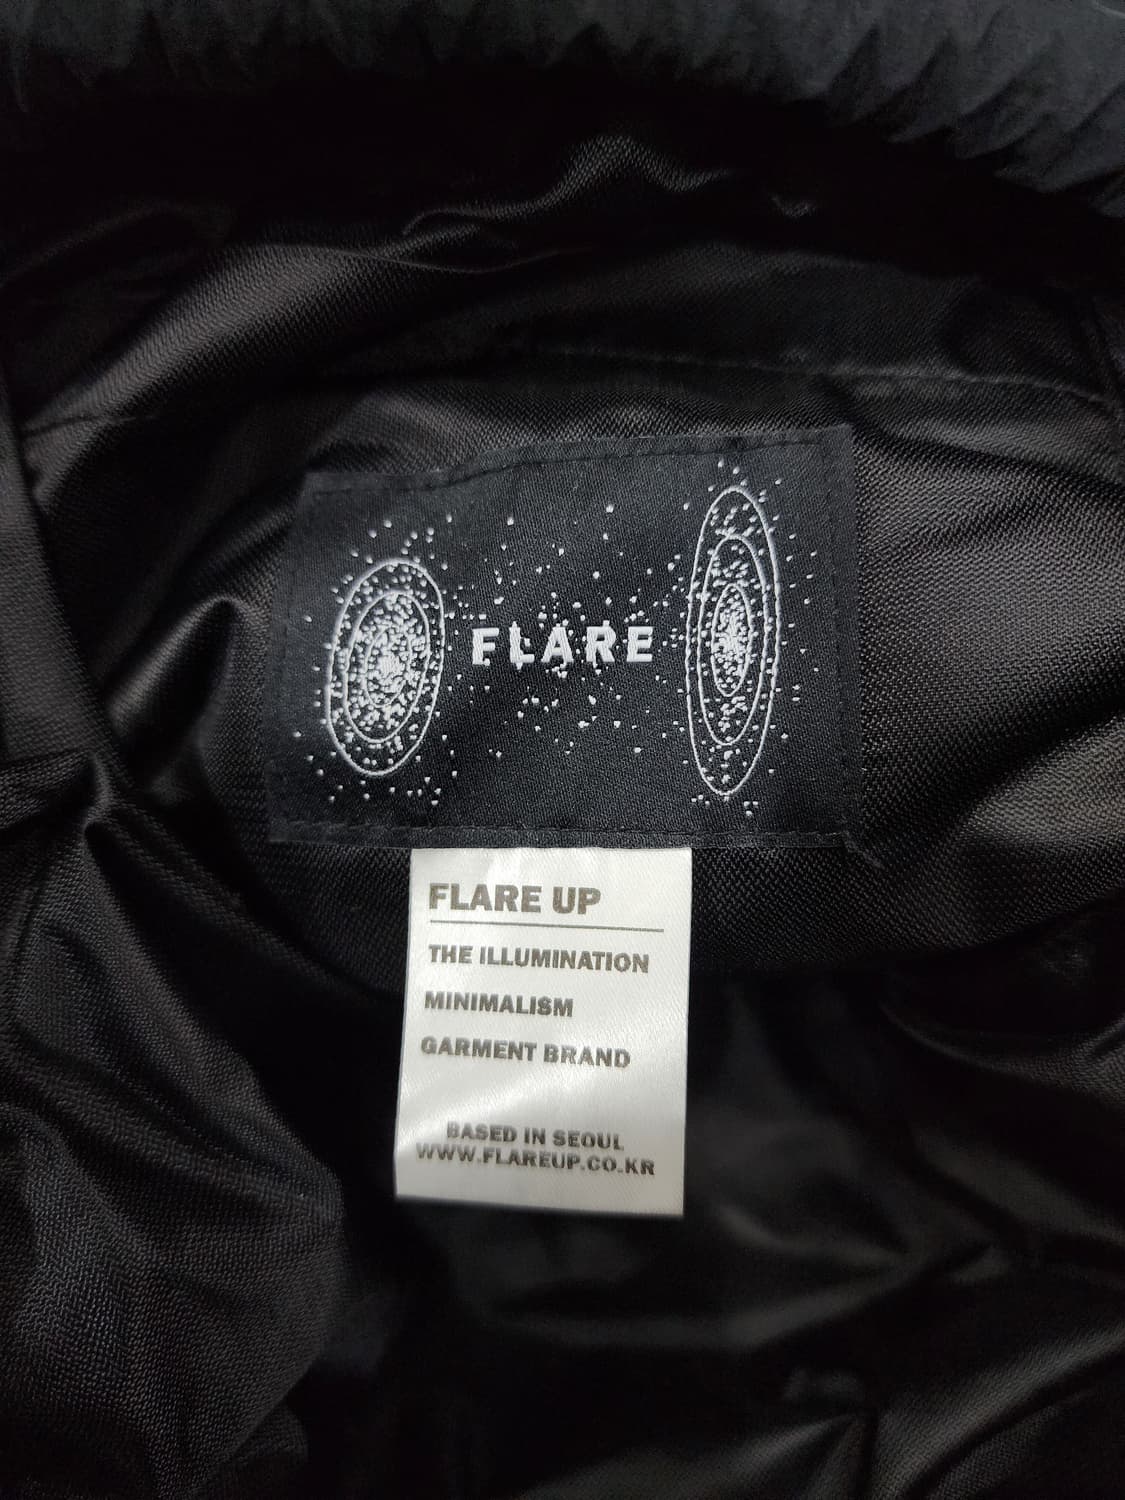 FLARE
FLARE UP
THE ILLUMINATION
MINIMALISM
GARMENT BRAND
BASED IN SEOUL
WWW.FLAREUP.CO.KR